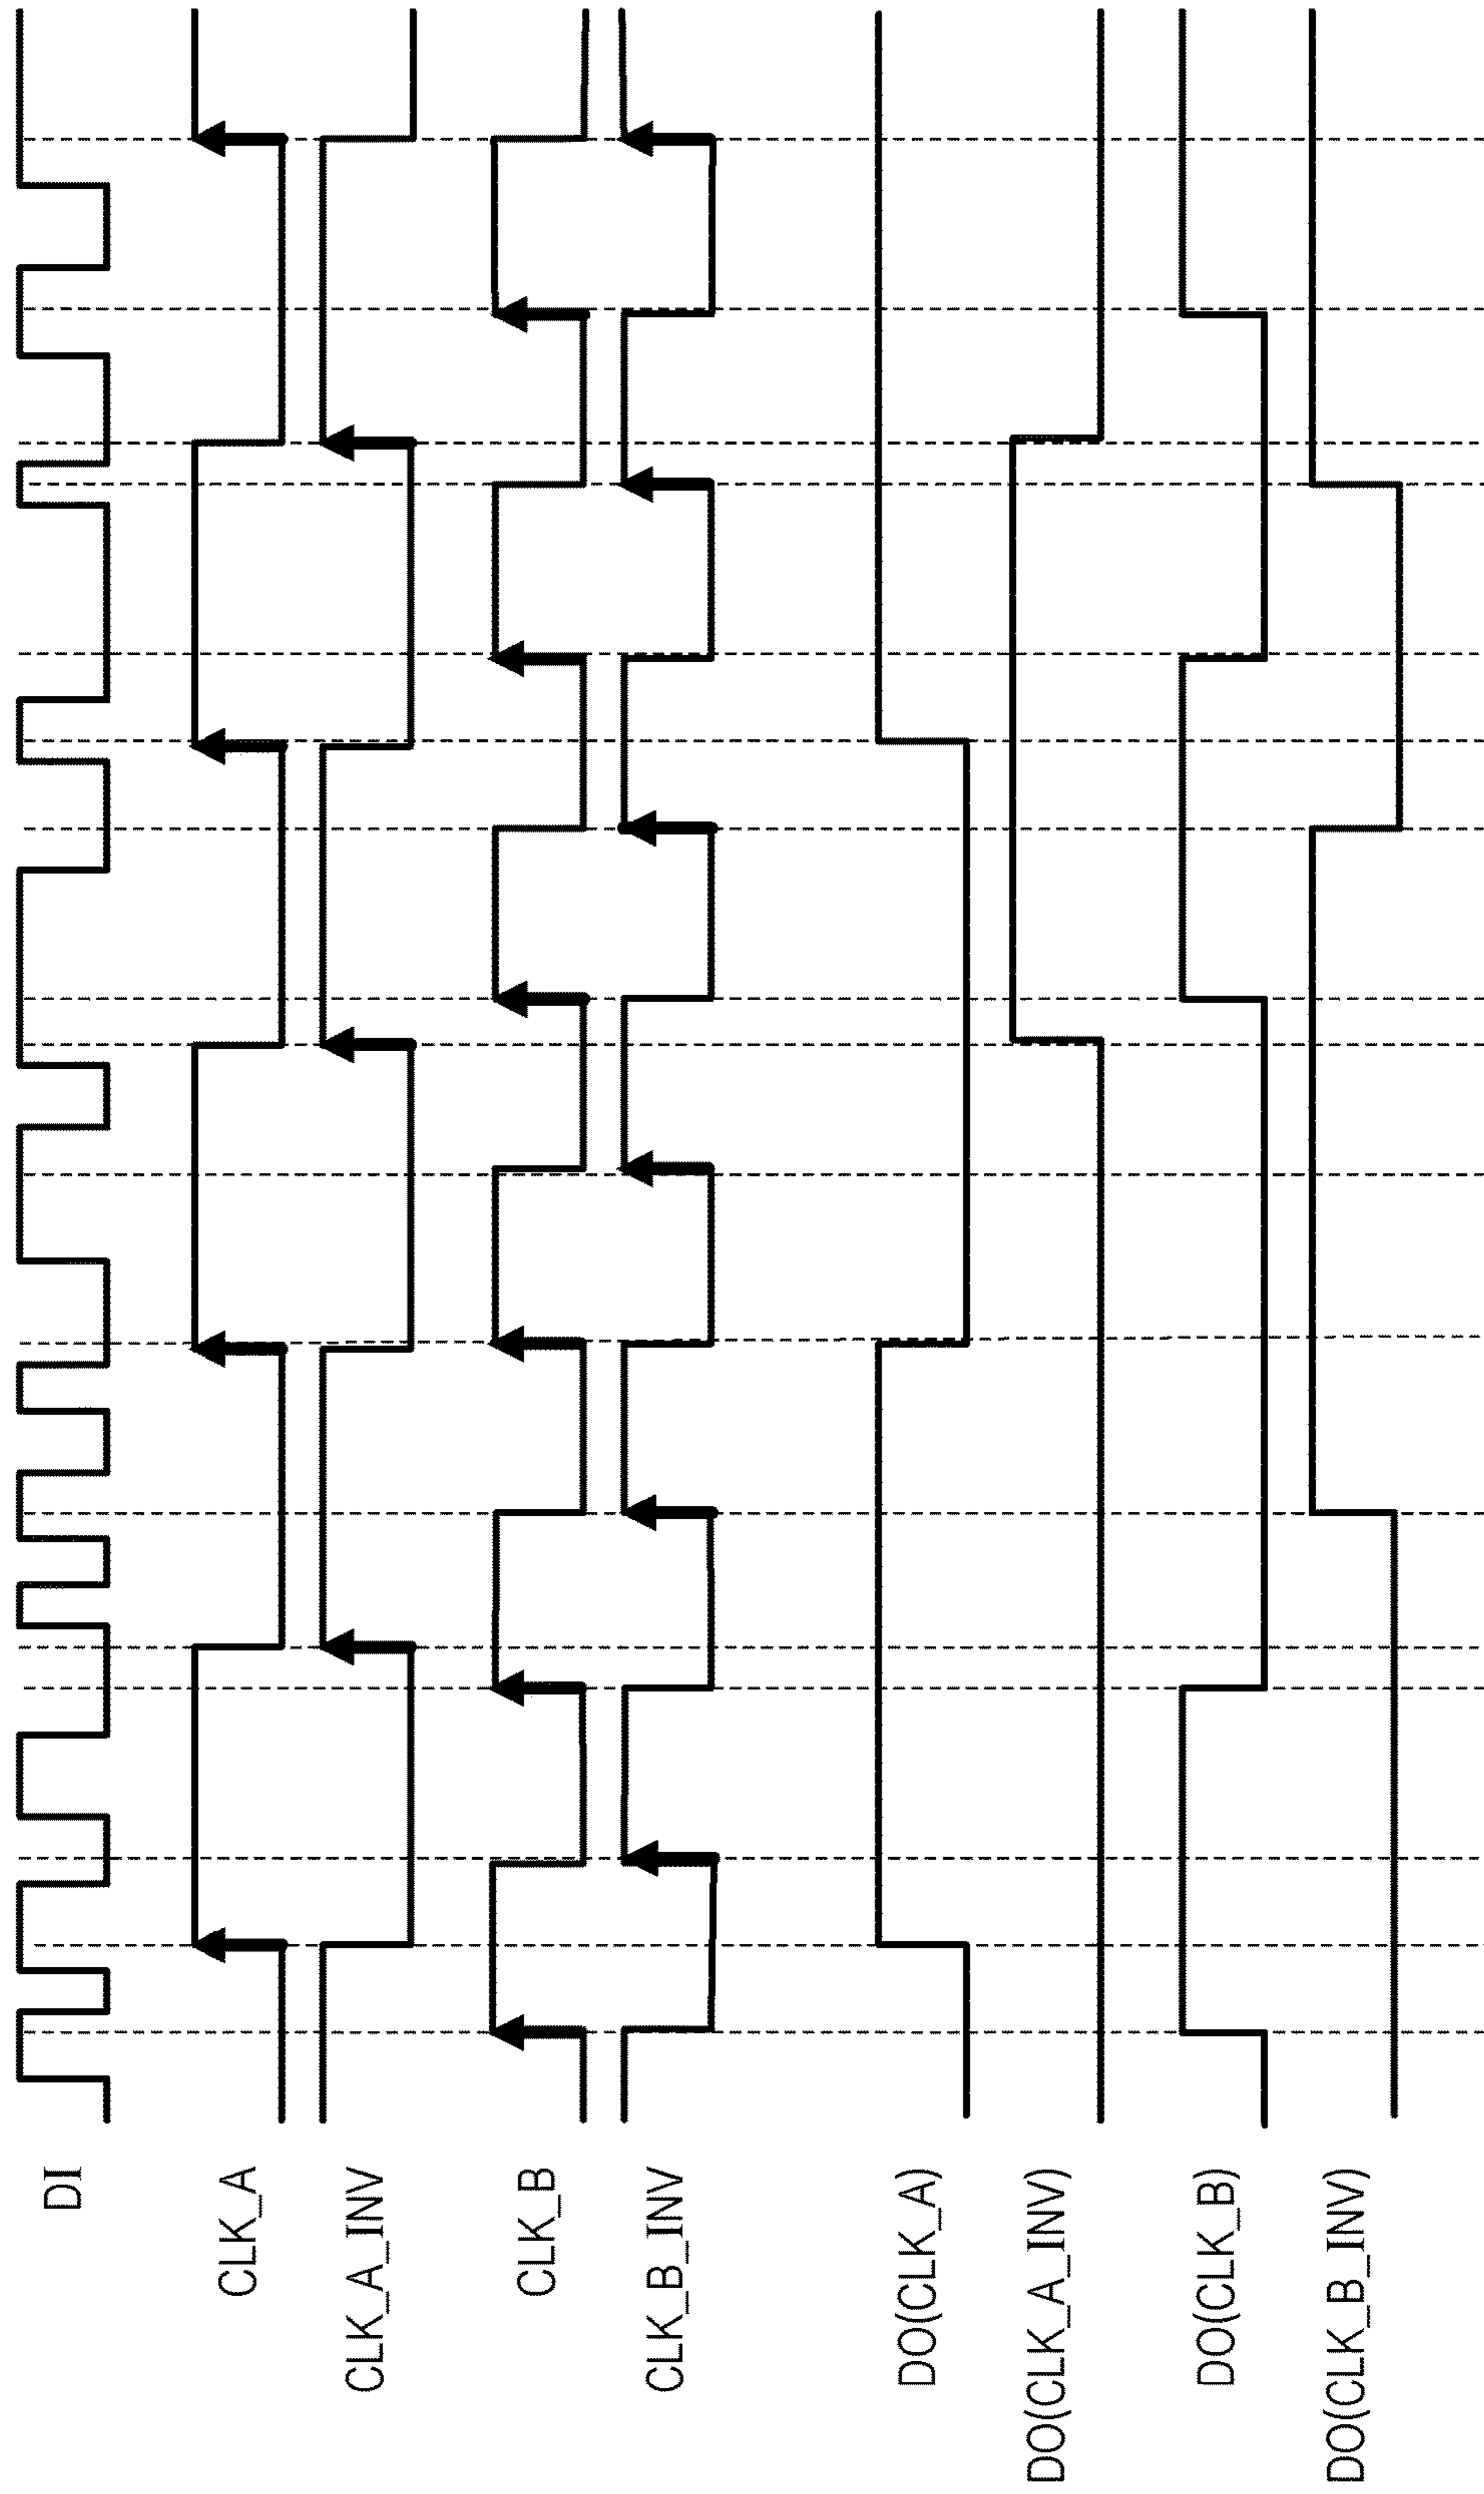 DI
CLK_A
CLK_A_INV
CLK_B
CLK_B_INV
DO(CLK_A)
DO(CLK_A_INV)
DO(CLK_B)
DO(CLK_B_INV)